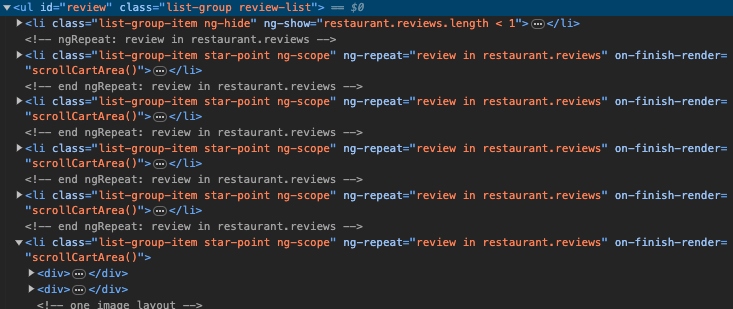 <ul id="review" class="list-group review-list"> == $0
<li class="list-group-item ng-hide" ng-show="restaurant.reviews.length < 1">…</li>
<!-- ngRepeat: review in restaurant.reviews -->
<li class="list-group-item star-point ng-scope" ng-repeat="review in restaurant.reviews" on-finish-render=
"scrollCartArea()">…</li>
<!-- end ngRepeat: review in restaurant.reviews -->
<li class="list-group-item star-point ng-scope" ng-repeat="review in restaurant.reviews" on-finish-render=
"scrollCartArea()">…</li>
<!-- end ngRepeat: review in restaurant.reviews -->
<li class="list-group-item star-point ng-scope" ng-repeat="review in restaurant.reviews" on-finish-render=
"scrollCartArea()">…</li>
<!-- end ngRepeat: review in restaurant.reviews -->
<li class="list-group-item star-point ng-scope" ng-repeat="review in restaurant.reviews" on-finish-render=
"scrollCartArea()">…</li>
<!-- end ngRepeat: review in restaurant.reviews -->
<li class="list-group-item star-point ng-scope" ng-repeat="review in restaurant.reviews" on-finish-render=
"scrollCartArea()">
<div>…</div>
<div>…</div>
<!-- one image layout -->